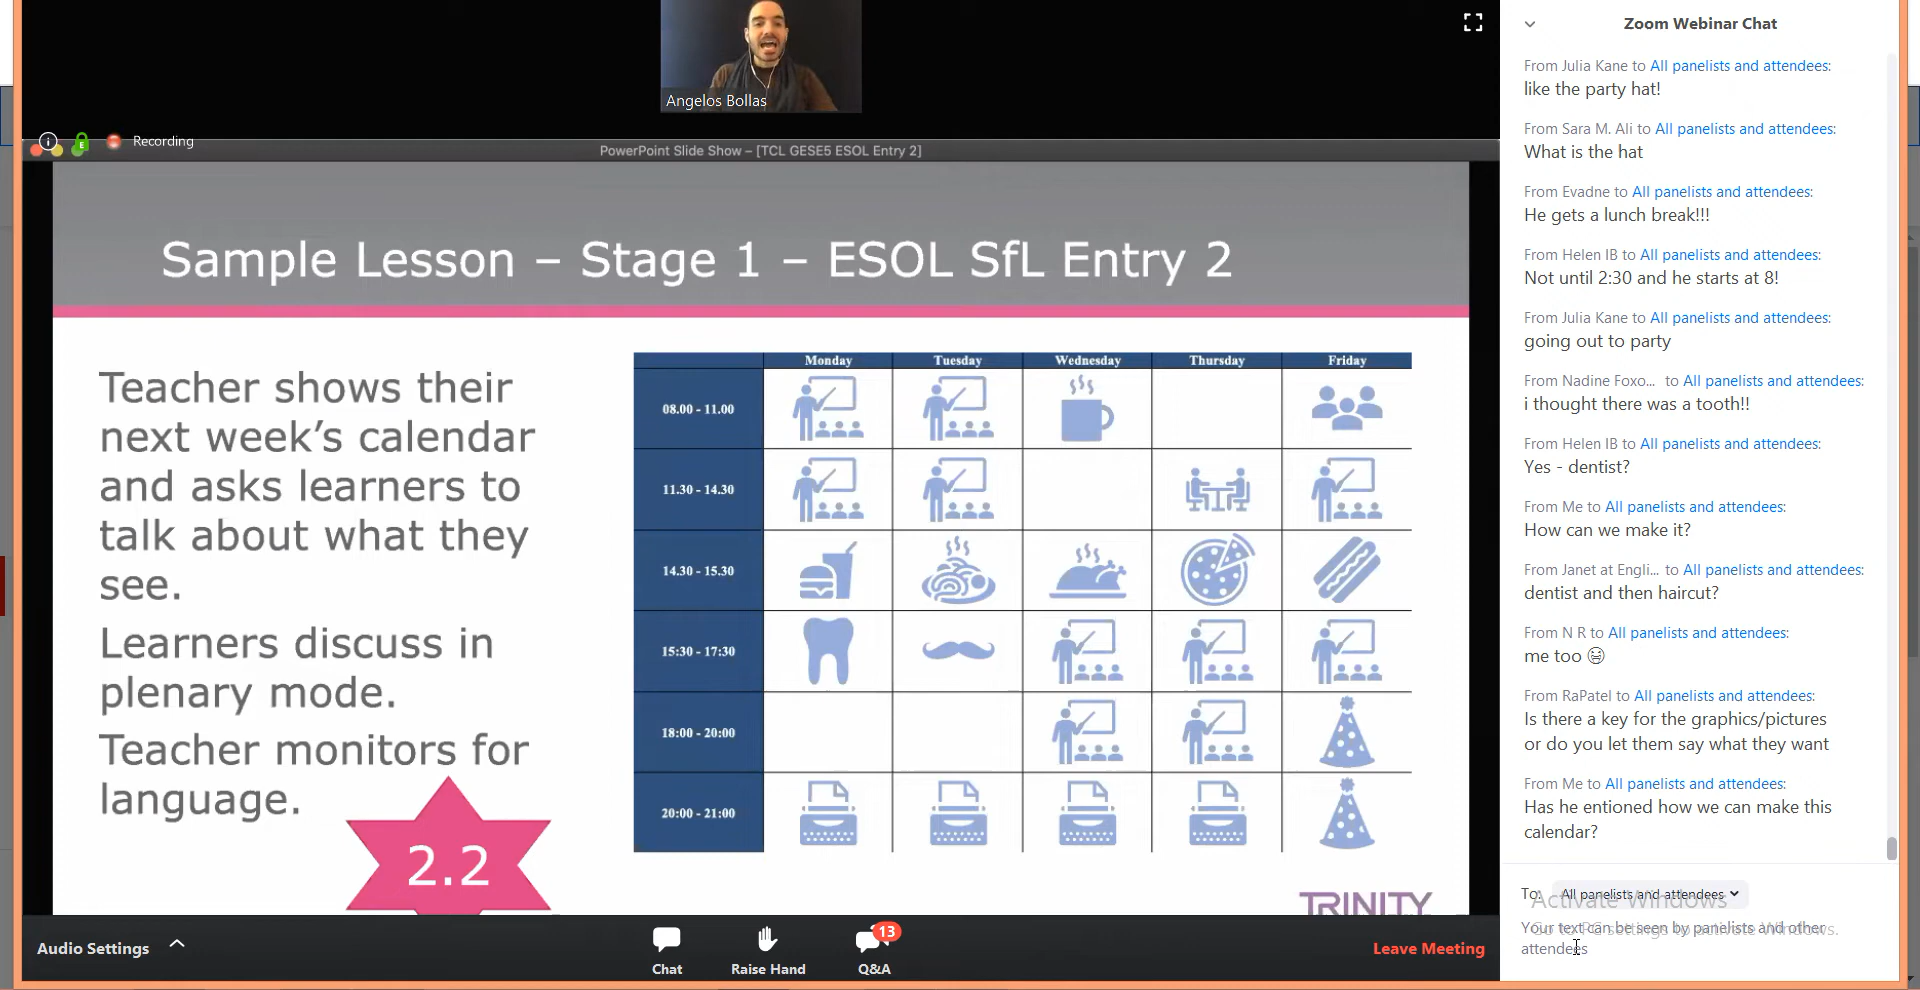 Angelos Bollas
Recording
PowerPoint Slide Show – [TCL GESE5 ESOL Entry 2]
Sample Lesson – Stage 1 – ESOL SfL Entry 2
Teacher shows their
next week's calendar
and asks learners to
talk about what they
see.
Learners discuss in
plenary mode.
Teacher monitors for
language.
2.2
Monday Tuesday Wednesday Thursday Friday
08.00 - 11.00
11.30 - 14.30
14.30 - 15.30
15:30 - 17:30
18:00 - 20:00
20:00 - 21:00
TRINITY
Audio Settings
Chat
Raise Hand
13
Q&A
Leave Meeting
Zoom Webinar Chat
From Julia Kane to All panelists and attendees:
like the party hat!
From Sara M. Ali to All panelists and attendees:
What is the hat
From Evadne to All panelists and attendees:
He gets a lunch break!!!
From Helen IB to All panelists and attendees:
Not until 2:30 and he starts at 8!
From Julia Kane to All panelists and attendees:
going out to party
From Nadine Foxo... to All panelists and attendees:
i thought there was a tooth!!
From Helen IB to All panelists and attendees:
Yes - dentist?
From Me to All panelists and attendees:
How can we make it?
From Janet at Engli... to All panelists and attendees:
dentist and then haircut?
From N R to All panelists and attendees:
me too
From RaPatel to All panelists and attendees:
Is there a key for the graphics/pictures
or do you let them say what they want
From Me to All panelists and attendees:
Has he entioned how we can make this
calendar?
To: All panelists and attendees
Activate Windows
Go to PC settings to activate Windows.
Your text can be seen by panelists and other
attendees